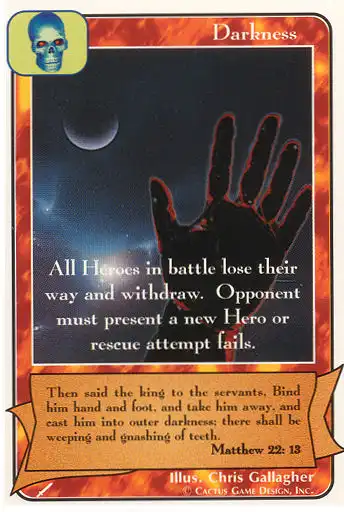 Darkness
All Heroes in battle lose their
way and withdraw. Opponent
must present a new Hero or
rescue attempt fails.
Then said the king to the servants, Bind
him hand and foot, and take him away, and
cast him into outer darkness; there shall be
weeping and gnashing of teeth.
Matthew 22: 13
Illus. Chris Gallagher
© Cactus Game Design, Inc.